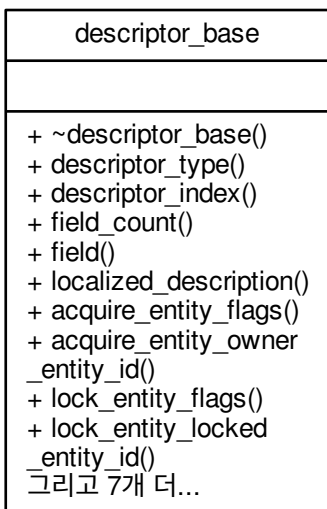 descriptor_base
+ ~descriptor_base()
+ descriptor_type()
+ descriptor_index()
+ field_count()
+ field()
+ localized_description()
+ acquire_entity_flags()
+ acquire_entity_owner
_entity_id()
+ lock_entity_flags()
+ lock_entity_locked
_entity_id()
그리고 7개 더...